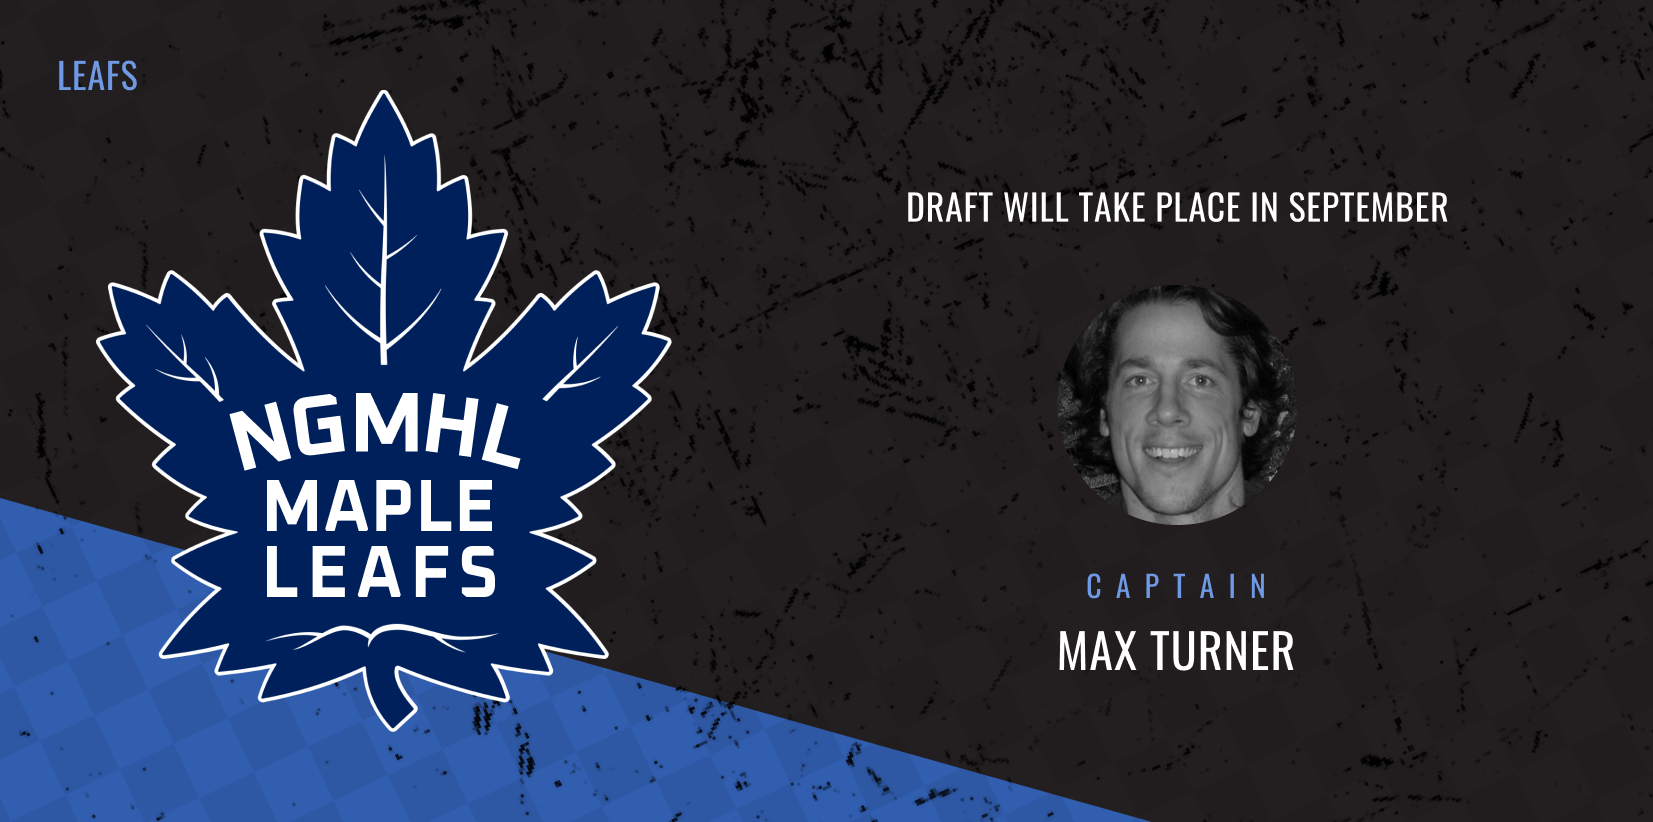 LEAFS
NGMHL
MAPLE
LEAFS
DRAFT WILL TAKE PLACE IN SEPTEMBER
CAPTAIN
MAX TURNER